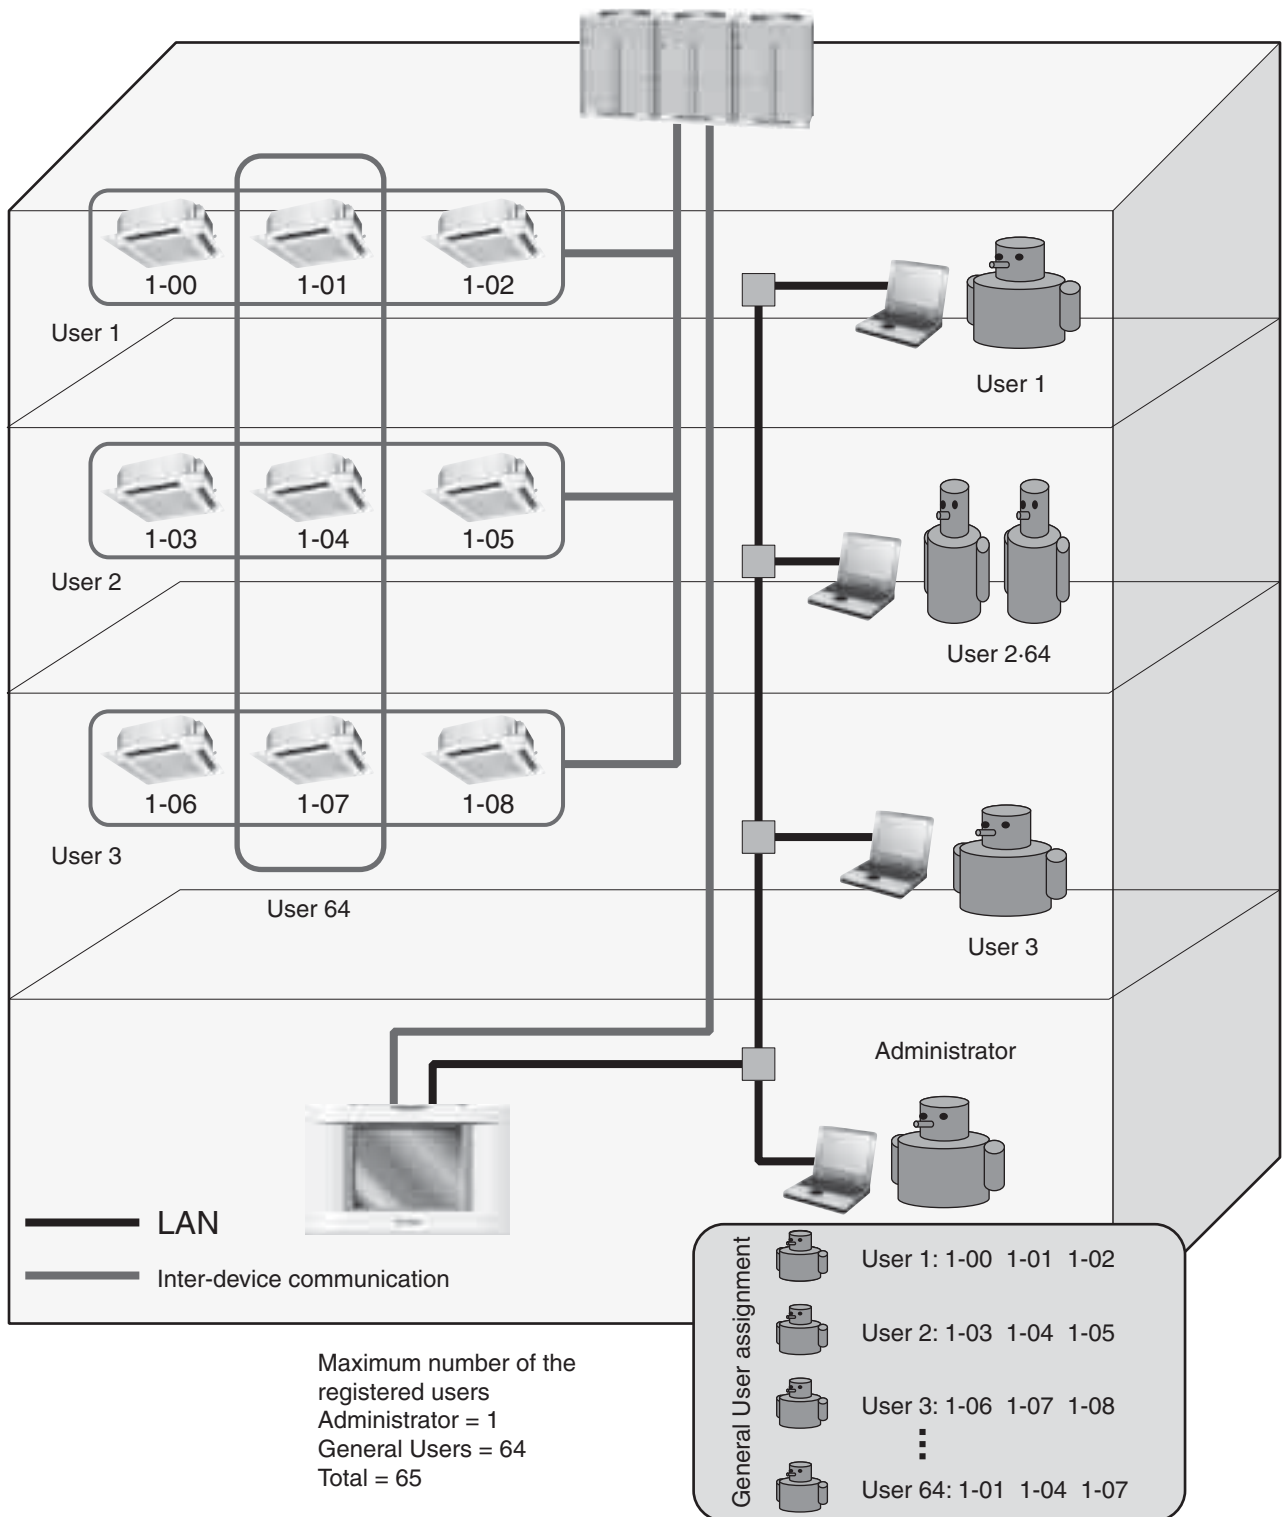 1-00
1-01
1-02
User 1
User 1
1-03
1-04
1-05
User 2
User 2·64
1-06
1-07
1-08
User 3
User 64
User 3
Administrator
LAN
Inter-device communication
Maximum number of the
registered users
Administrator = 1
General Users = 64
Total = 65
General User assignment
User 1: 1-00 1-01 1-02
User 2: 1-03 1-04 1-05
User 3: 1-06 1-07 1-08
User 64: 1-01 1-04 1-07